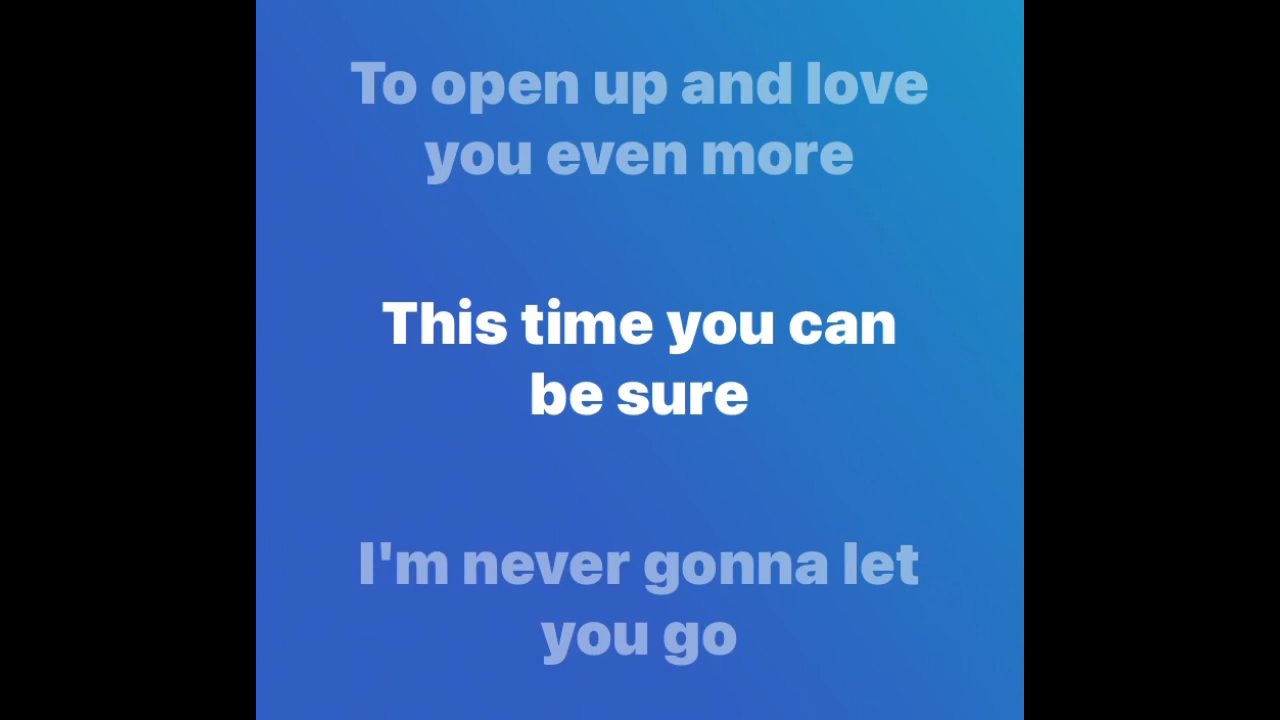 To open up and love
you even more
This time you can
be sure
I'm never gonna let
you go